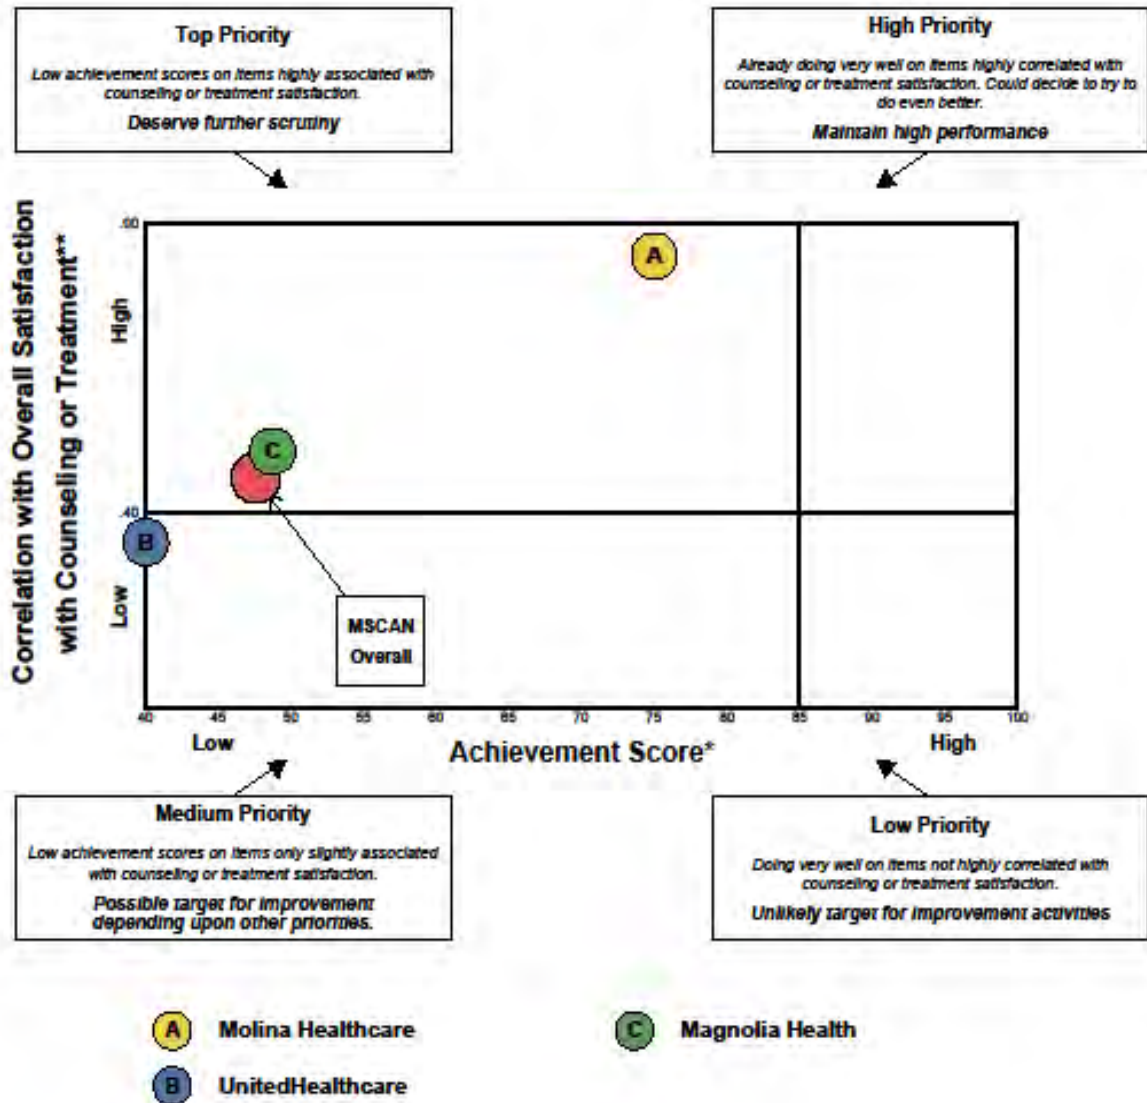 Top Priority
Low achievement scores on items highly associated with
counseling or treatment satisfaction.
Deserve further scrutiny
High Priority
Already doing very well on items highly correlated with
counseling or treatment satisfaction. Could decide to try to
do even better.
Maintain high performance
Correlation with Overall Satisfaction
with Counseling or Treatment**
High
Low
.40
A
C
B
MSCAN
Overall
40 45 50 55 60 65 70 75 80 85 90 95 100
Low
Achievement Score*
High
Medium Priority
Low achievement scores on items only slightly associated
with counseling or treatment satisfaction.
Possible target for improvement
depending upon other priorities.
Low Priority
Doing very well on items not highly correlated with
counseling or treatment satisfaction.
Unlikely target for improvement activities
A Molina Healthcare
C Magnolia Health
B UnitedHealthcare